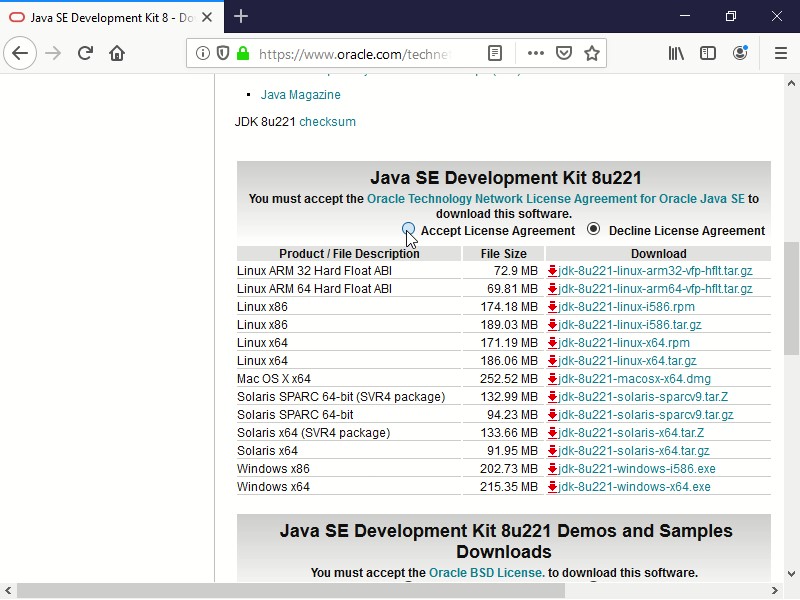 Java SE Development Kit 8 - Do
https://www.oracle.com/techne
Java Magazine
JDK 8u221 checksum
Java SE Development Kit 8u221
You must accept the Oracle Technology Network License Agreement for Oracle Java SE to
download this software.
Accept License Agreement Decline License Agreement
Product / File Description File Size Download
Linux ARM 32 Hard Float ABI 72.9 MB jdk-8u221-linux-arm32-vfp-hflt.tar.gz
Linux ARM 64 Hard Float ABI 69.81 MB jdk-8u221-linux-arm64-vfp-hflt.tar.gz
Linux x86 174.18 MB jdk-8u221-linux-i586.rpm
Linux x86 189.03 MB jdk-8u221-linux-i586.tar.gz
Linux x64 171.19 MB jdk-8u221-linux-x64.rpm
Linux x64 186.06 MB jdk-8u221-linux-x64.tar.gz
Mac OS X x64 252.52 MB jdk-8u221-macosx-x64.dmg
Solaris SPARC 64-bit (SVR4 package) 132.99 MB jdk-8u221-solaris-sparcv9.tar.Z
Solaris SPARC 64-bit 94.23 MB jdk-8u221-solaris-sparcv9.tar.gz
Solaris x64 (SVR4 package) 133.66 MB jdk-8u221-solaris-x64.tar.Z
Solaris x64 91.95 MB jdk-8u221-solaris-x64.tar.gz
Windows x86 202.73 MB jdk-8u221-windows-i586.exe
Windows x64 215.35 MB jdk-8u221-windows-x64.exe
Java SE Development Kit 8u221 Demos and Samples
Downloads
You must accept the Oracle BSD License. to download this software.